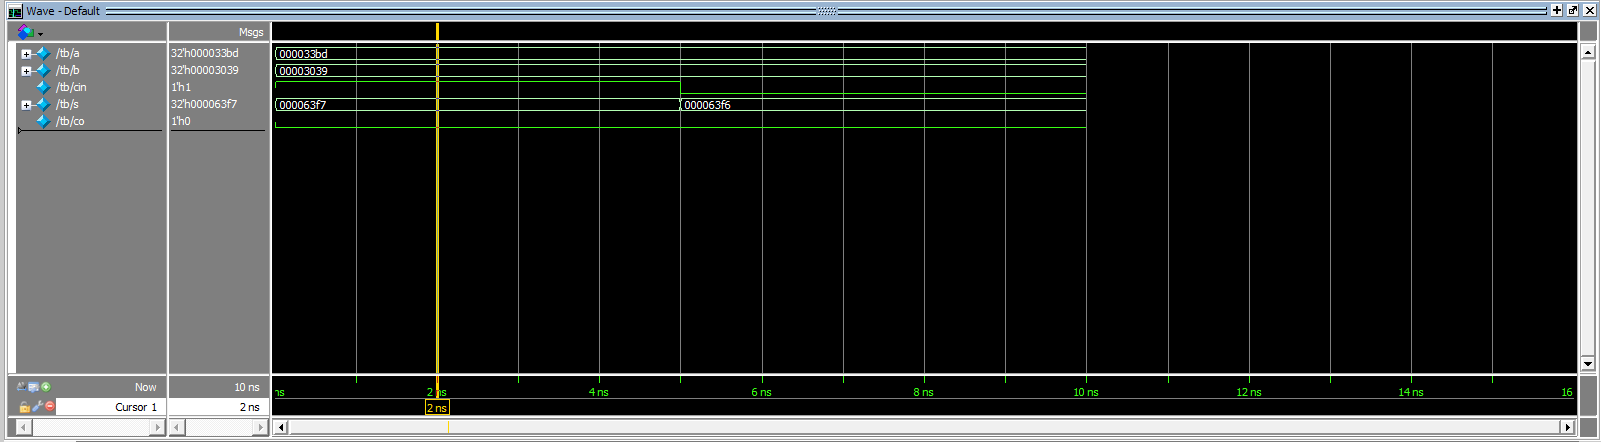 Wave - Default
Msgs
/tb/a 32'h000033bd 000033bd
/tb/b 32'h00003039 00003039
/tb/cin 1'h1
/tb/s 32'h000063f7 000063f7 000063f6
/tb/co 1'h0
Now 10 ns ns 2 ns 4 ns 6 ns 8 ns 10 ns 12 ns 14 ns 16
Cursor 1 2 ns 2 ns